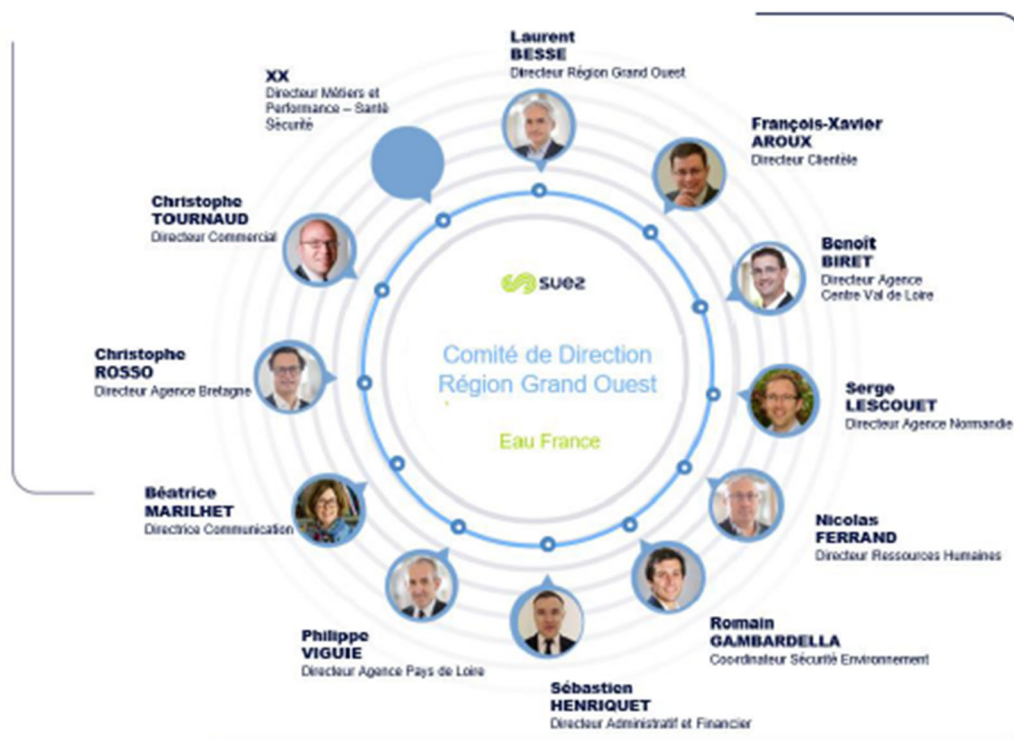 Laurent
BESSE
Directeur Région Grand Ouest
XX
Directeur Métiers et
Performance – Santé
Sécurité
François-Xavier
AROUX
Directeur Clientèle
Christophe
TOURNAUD
Directeur Commercial
Benoît
BIRET
Directeur Agence
Centre Val de Loire
suez
Comité de Direction
Région Grand Ouest
Eau France
Christophe
ROSSO
Directeur Agence Bretagne
Serge
LESCOUET
Directeur Agence Normandie
Béatrice
MARILHET
Directrice Communication
Nicolas
FERRAND
Directeur Ressources Humaines
Philippe
VIGUIE
Directeur Agence Pays de Loire
Romain
GAMBARDELLA
Coordinateur Sécurité Environnement
Sébastien
HENRIQUET
Directeur Administratif et Financier